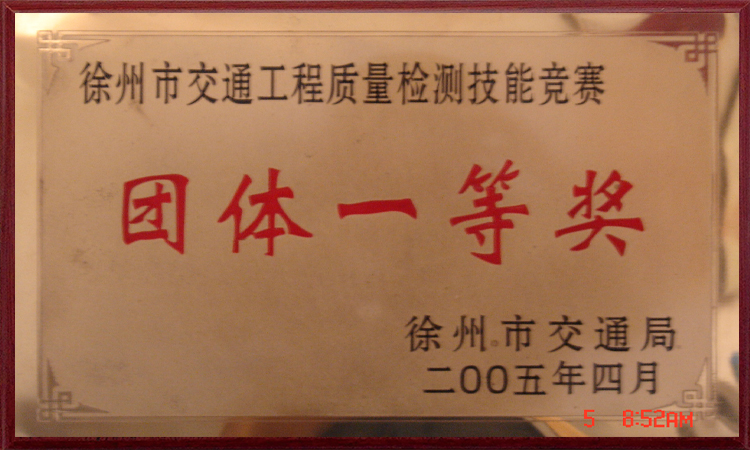 徐州市交通工程质量检测技能竞赛
团体一等奖
徐州市交通局
二00五年四月
5 8:52AM